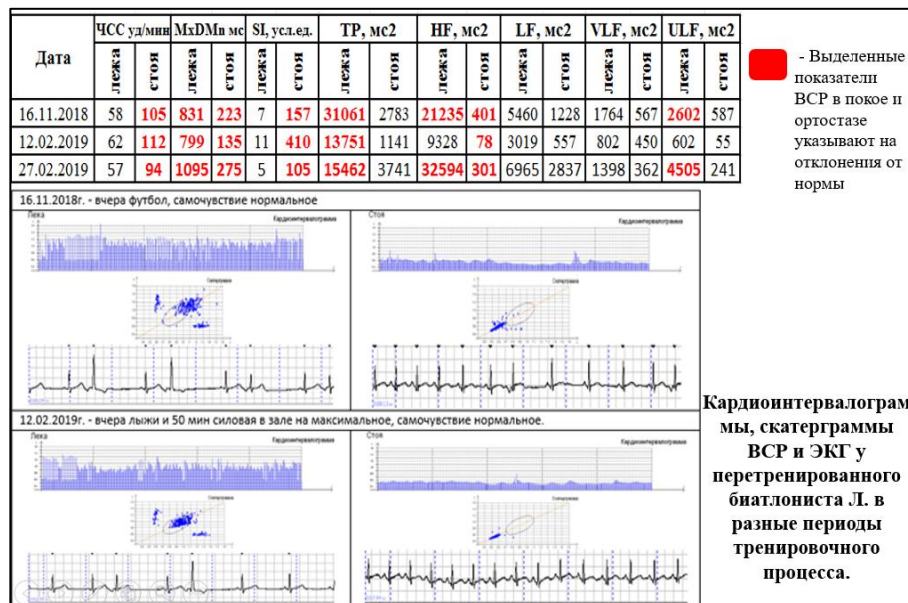 Дата ЧСС уд/мин MxDMn мс SI, усл.ед. TP, мс2 HF, мс2 LF, мс2 VLF, мс2 ULF, мс2
лежа стоя лежа стоя лежа стоя лежа стоя лежа стоя лежа стоя лежа стоя лежа стоя
16.11.2018 58 105 831 223 7 157 31061 2783 21235 401 5460 1228 1764 567 2602 587
12.02.2019 62 112 799 135 11 410 13751 1141 9328 78 3019 557 802 450 602 55
27.02.2019 57 94 1095 275 5 105 15462 3741 32594 301 6965 2837 1398 362 4505 241
- Выделенные
показатели
ВСР в покое и
ортостазе
указывают на
отклонения от
нормы
16.11.2018г. - вчера футбол, самочувствие нормальное
Лежа
Кардиоинтервалограмма
Стоя
Кардиоинтервалограмма
Скатерграмма
Скатерграмма
12.02.2019г. - вчера лыжи и 50 мин силовая в зале на максимальное, самочувствие нормальное.
Лежа
Кардиоинтервалограмма
Стоя
Кардиоинтервалограмма
Скатерграмма
Скатерграмма
Кардиоинтервалограм
мы, скатерграммы
ВСР и ЭКГ у
перетренированного
биатлониста Л. в
разные периоды
тренировочного
процесса.